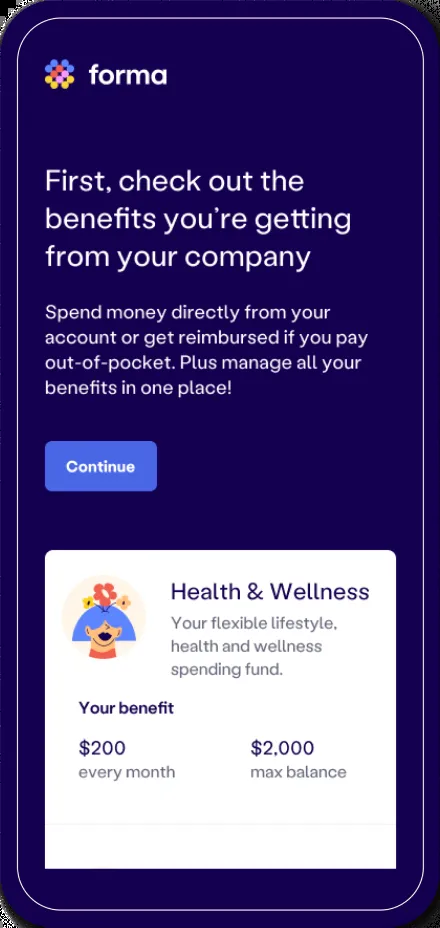 forma
First, check out the
benefits you’re getting
from your company
Spend money directly from your
account or get reimbursed if you pay
out-of-pocket. Plus manage all your
benefits in one place!
Continue
Health & Wellness
Your flexible lifestyle,
health and wellness
spending fund.
Your benefit
$200
every month
$2,000
max balance